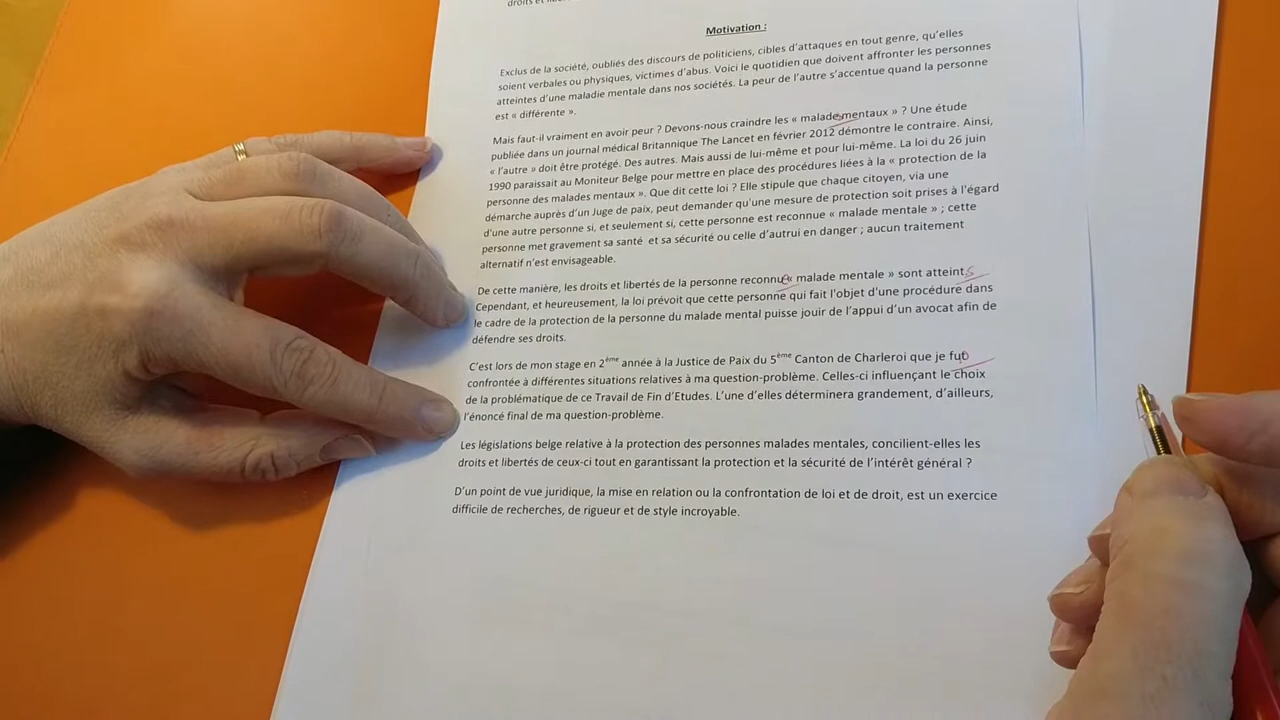 droits et
Motivation :
Exclus de la société, oubliés des discours de politiciens, cibles d'attaques en tout genre, qu'elles
soient verbales ou physiques, victimes d'abus. Voici le quotidien que doivent affronter les personnes
atteintes d'une maladie mentale dans nos sociétés. La peur de l'autre s'accentue quand la personne
est « différente ».
Mais faut-il vraiment en avoir peur ? Devons-nous craindre les « malades mentaux » ? Une étude
publiée dans un journal médical Britannique The Lancet en février 2012 démontre le contraire. Ainsi,
« l'autre » doit être protégé. Des autres. Mais aussi de lui-même et pour lui-même. La loi du 26 juin
1990 paraissait au Moniteur Belge pour mettre en place des procédures liées à la « protection de la
personne des malades mentaux ». Que dit cette loi ? Elle stipule que chaque citoyen, via une
démarche auprès d'un Juge de paix, peut demander qu'une mesure de protection soit prises à l'égard
d'une autre personne si, et seulement si, cette personne est reconnue « malade mentale » ; cette
personne met gravement sa santé et sa sécurité ou celle d'autrui en danger ; aucun traitement
alternatif n'est envisageable.
De cette manière, les droits et libertés de la personne reconnue « malade mentale » sont atteints
Cependant, et heureusement, la loi prévoit que cette personne qui fait l'objet d'une procédure dans
le cadre de la protection de la personne du malade mental puisse jouir de l'appui d'un avocat afin de
défendre ses droits.
C'est lors de mon stage en 2ème année à la Justice de Paix du 5ème Canton de Charleroi que je fus
confrontée à différentes situations relatives à ma question-problème. Celles-ci influençant le choix
de la problématique de ce Travail de Fin d'Etudes. L'une d'elles déterminera grandement, d'ailleurs,
l'énoncé final de ma question-problème.
Les législations belge relative à la protection des personnes malades mentales, concilient-elles les
droits et libertés de ceux-ci tout en garantissant la protection et la sécurité de l'intérêt général ?
D'un point de vue juridique, la mise en relation ou la confrontation de loi et de droit, est un exercice
difficile de recherches, de rigueur et de style incroyable.